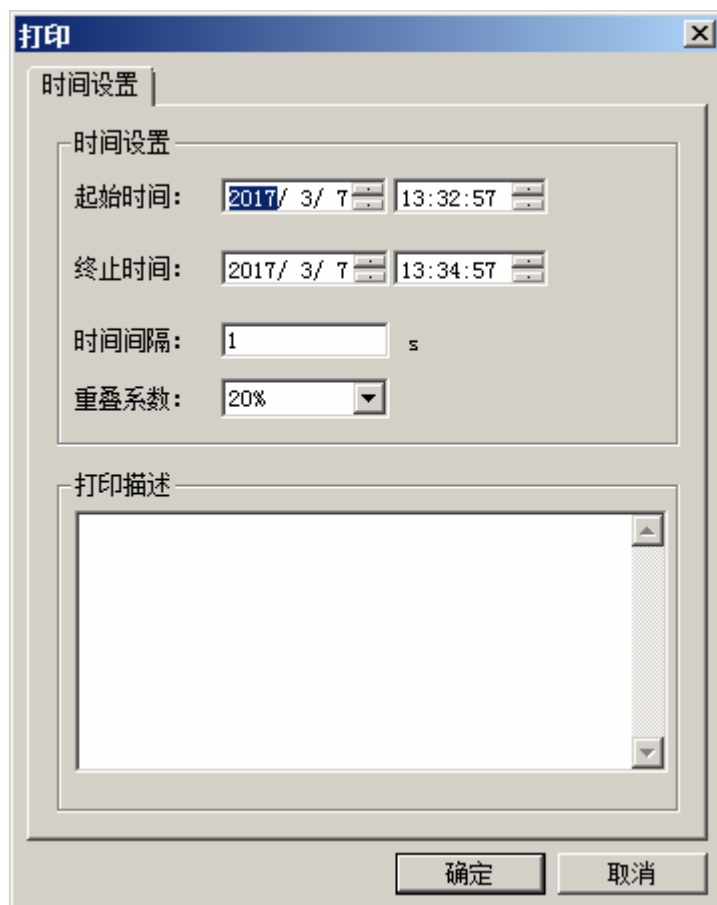 打印
时间设置
时间设置
起始时间: 2017/ 3/ 7 13:32:57
终止时间: 2017/ 3/ 7 13:34:57
时间间隔: 1 s
重叠系数: 20%
打印描述
确定 取消